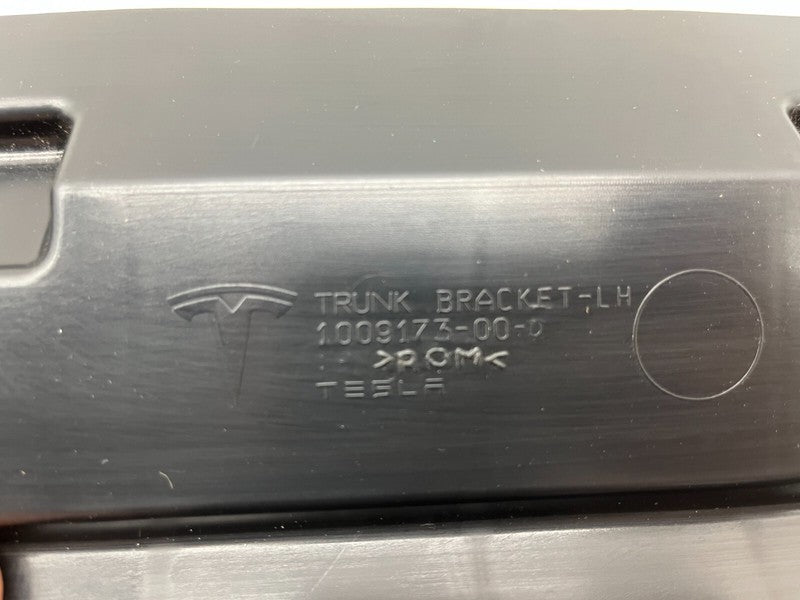 TRUNK BRACKET-LH
1009173-00-D
>POM<
TESLA